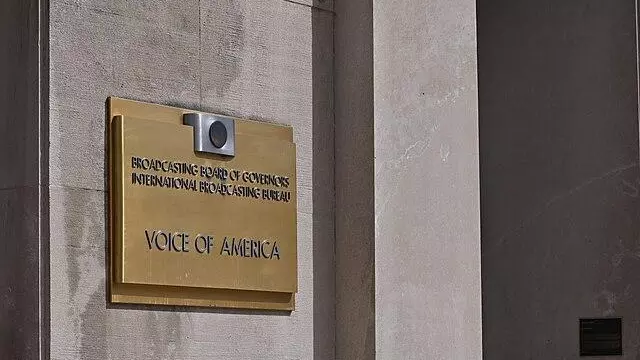 BROADCASTING BOARD OF GOVERNORS
INTERNATIONAL BROADCASTING BUREAU
VOICE OF AMERICA